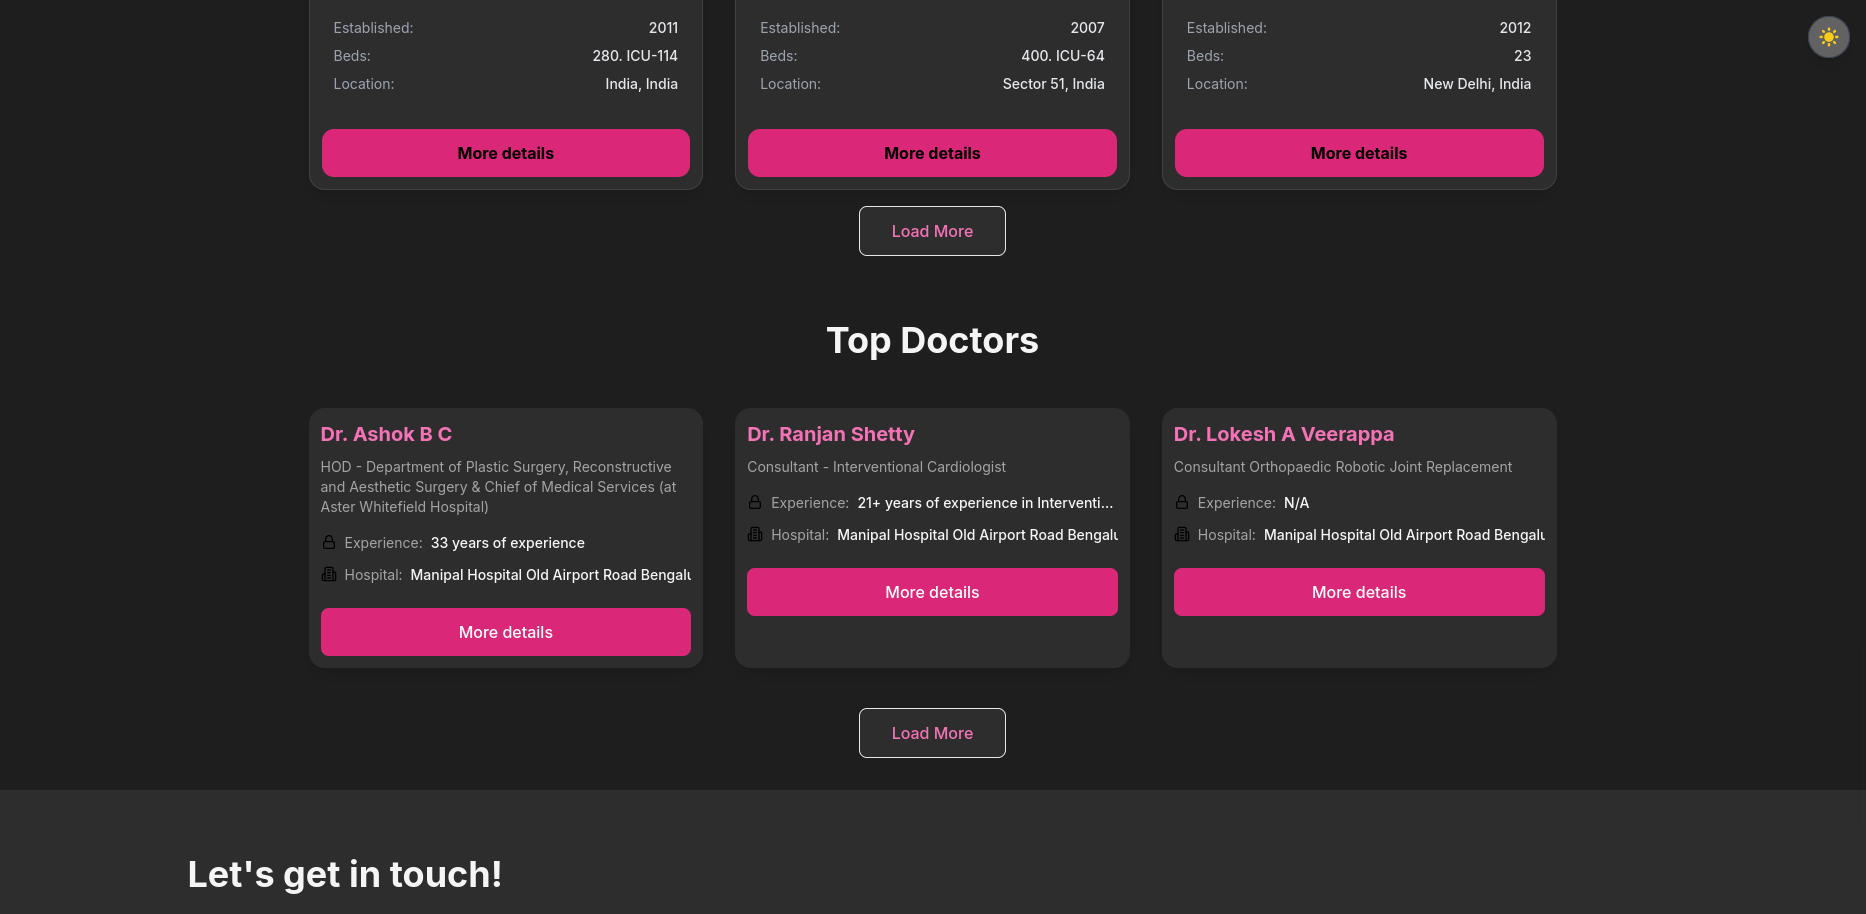 Established: 2011
Beds: 280. ICU-114
Location: India, India
More details
Established: 2007
Beds: 400. ICU-64
Location: Sector 51, India
More details
Established: 2012
Beds: 23
Location: New Delhi, India
More details
Load More
Top Doctors
Dr. Ashok B C
HOD - Department of Plastic Surgery, Reconstructive
and Aesthetic Surgery & Chief of Medical Services (at
Aster Whitefield Hospital)
Experience: 33 years of experience
Hospital: Manipal Hospital Old Airport Road Bengalu
More details
Dr. Ranjan Shetty
Consultant - Interventional Cardiologist
Experience: 21+ years of experience in Interventi...
Hospital: Manipal Hospital Old Airport Road Bengalu
More details
Dr. Lokesh A Veerappa
Consultant Orthopaedic Robotic Joint Replacement
Experience: N/A
Hospital: Manipal Hospital Old Airport Road Bengalu
More details
Load More
Let's get in touch!